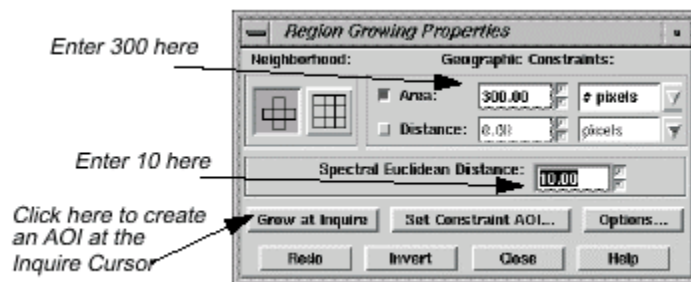 Region Growing Properties
Neighborhood: Geographic Constraints:
Enter 300 here
Area: 300.00 # pixels
Distance: 0.00 pixels
Enter 10 here
Spectral Euclidean Distance: 10.00
Click here to create
an AOI at the
Inquire Cursor
Grow at Inquire Set Constraint AOI... Options...
Redo Invert Close Help